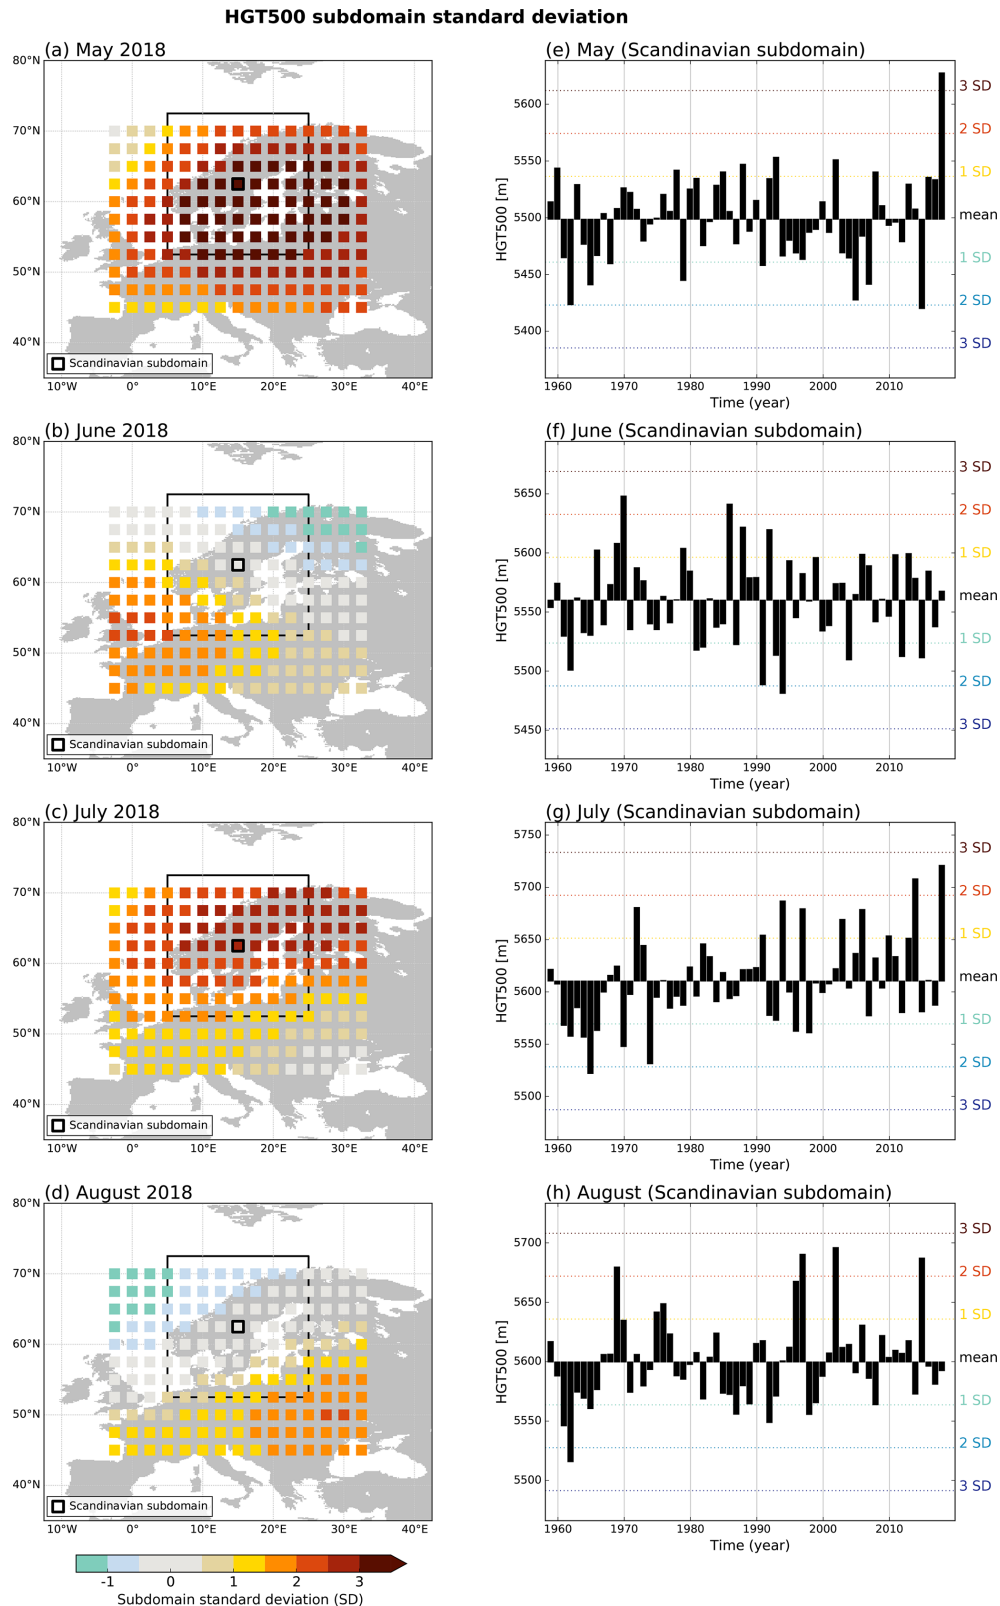 HGT500 subdomain standard deviation
(a) May 2018
80°N
70°N
60°N
50°N
40°N
Scandinavian subdomain
10°W 0° 10°E 20°E 30°E 40°E
(e) May (Scandinavian subdomain)
HGT500 [m]
5600
5550
5500
5450
5400
3 SD
2 SD
1 SD
mean
1 SD
2 SD
3 SD
1960 1970 1980 1990 2000 2010
Time (year)
(b) June 2018
80°N
70°N
60°N
50°N
40°N
Scandinavian subdomain
10°W 0° 10°E 20°E 30°E 40°E
(f) June (Scandinavian subdomain)
HGT500 [m]
5650
5600
5550
5500
5450
3 SD
2 SD
1 SD
mean
1 SD
2 SD
3 SD
1960 1970 1980 1990 2000 2010
Time (year)
(c) July 2018
80°N
70°N
60°N
50°N
40°N
Scandinavian subdomain
10°W 0° 10°E 20°E 30°E 40°E
(g) July (Scandinavian subdomain)
HGT500 [m]
5750
5700
5650
5600
5550
5500
3 SD
2 SD
1 SD
mean
1 SD
2 SD
3 SD
1960 1970 1980 1990 2000 2010
Time (year)
(d) August 2018
80°N
70°N
60°N
50°N
40°N
Scandinavian subdomain
10°W 0° 10°E 20°E 30°E 40°E
(h) August (Scandinavian subdomain)
HGT500 [m]
5700
5650
5600
5550
5500
3 SD
2 SD
1 SD
mean
1 SD
2 SD
3 SD
1960 1970 1980 1990 2000 2010
Time (year)
-1 0 1 2 3
Subdomain standard deviation (SD)